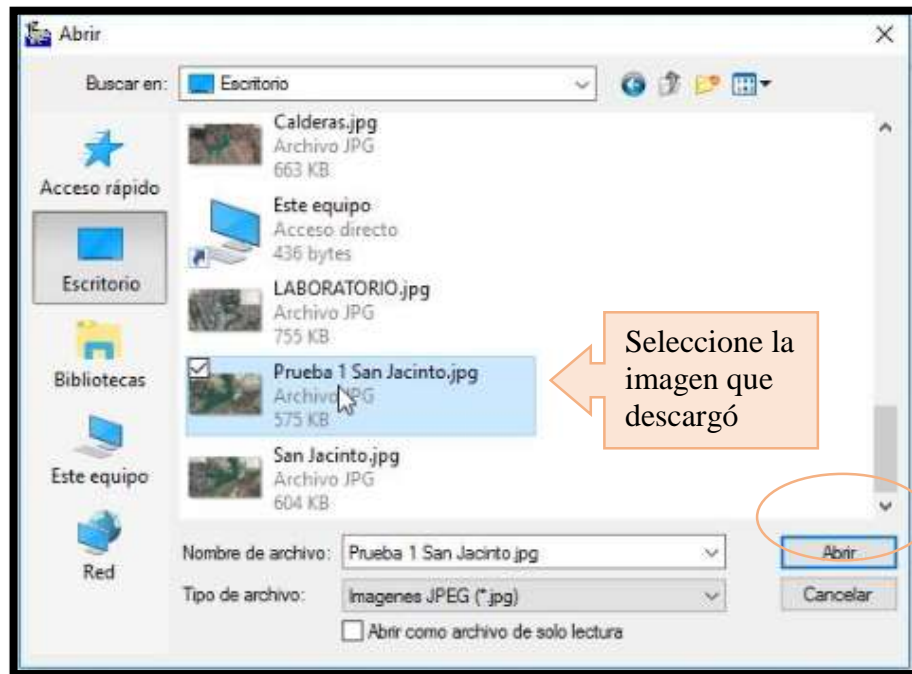 Abrir
Buscar en:
Escritorio
Acceso rápido
Escritorio
Bibliotecas
Este equipo
Red
Calderas.jpg
Archivo JPG
663 KB
Este equipo
Acceso directo
436 bytes
LABORATORIO.jpg
Archivo JPG
755 KB
Prueba 1 San Jacinto.jpg
Archivo JPG
575 KB
San Jacinto.jpg
Archivo JPG
604 KB
Seleccione la
imagen que
descargó
Nombre de archivo:
Prueba 1 San Jacinto.jpg
Abrir
Tipo de archivo:
Imagenes JPEG (*.jpg)
Cancelar
Abrir como archivo de solo lectura